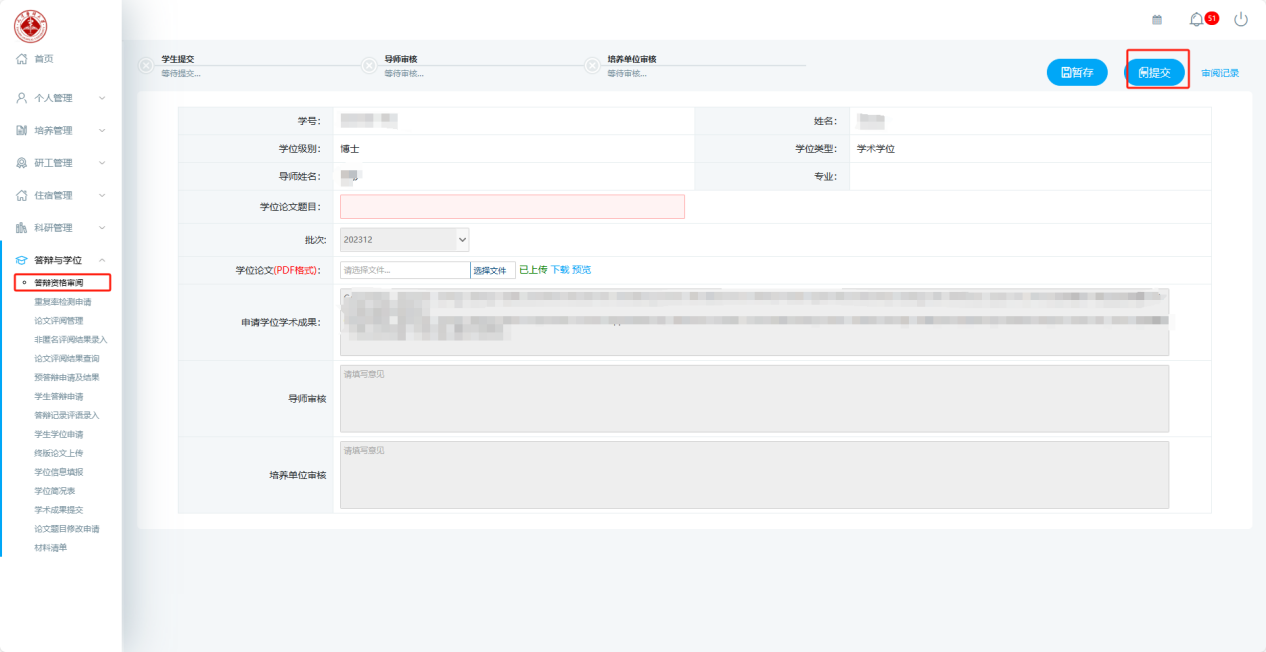 51
首页
个人管理
培养管理
研工管理
住宿管理
科研管理
答辩与学位
答辩资格审阅
重复率检测申请
论文评阅管理
非匿名评阅结果录入
论文评阅结果查询
预答辩申请及结果
学生答辩申请
答辩记录评语录入
学生学位申请
终版论文上传
学位信息填报
学位简况表
学术成果提交
论文题目修改申请
材料清单
学生提交
等待提交...
导师审核
等待审核...
培养单位审核
等待审核...
暂存
提交
审阅记录
学号：
姓名：
学位级别： 博士
学位类型： 学术学位
导师姓名：
专业：
学位论文题目：
批次: 202312
学位论文(PDF格式)： 请选择文件... 选择文件 已上传 下载 预览
申请学位学术成果：
导师审核 请填写意见
培养单位审核 请填写意见